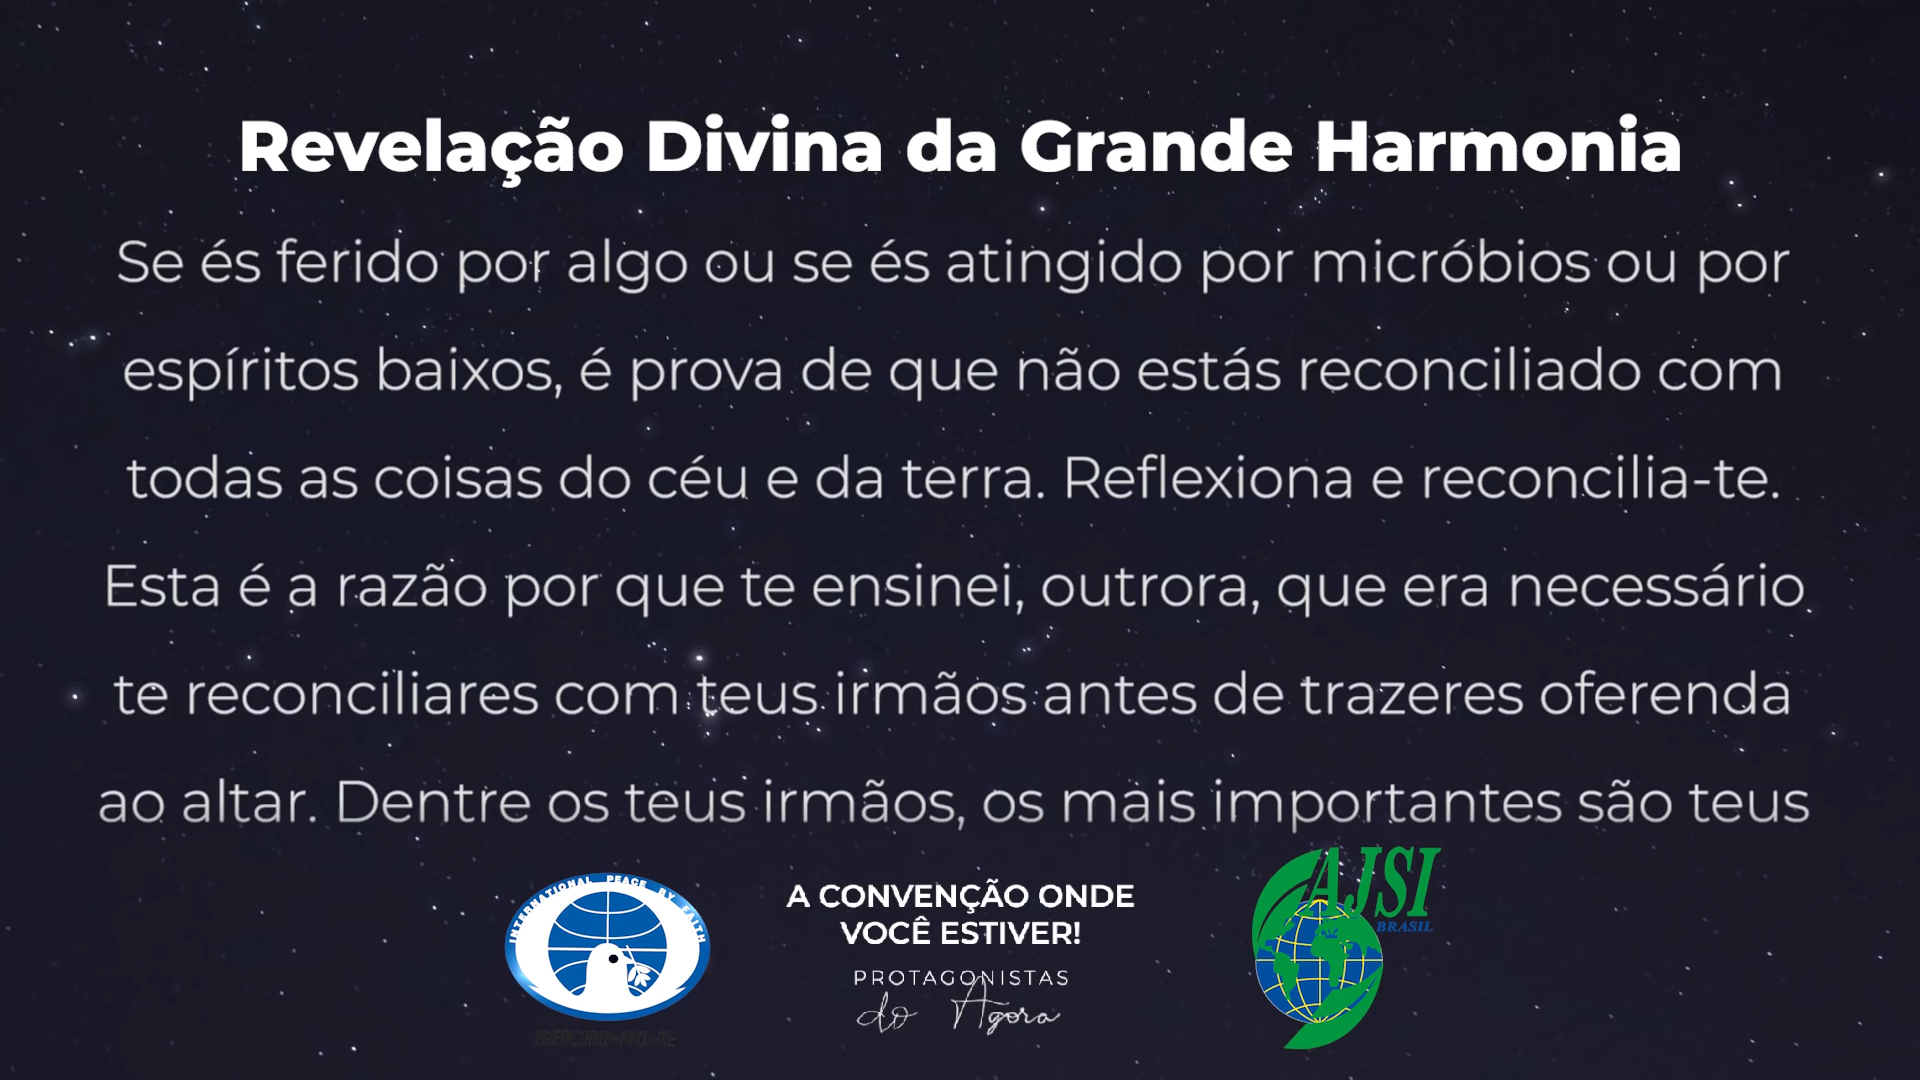 Revelação Divina da Grande Harmonia
Se és ferido por algo ou se és atingido por micróbios ou por
espíritos baixos, é prova de que não estás reconciliado com
todas as coisas do céu e da terra. Reflexiona e reconcilia-te.
Esta é a razão por que te ensinei, outrora, que era necessário
te reconciliares com teus irmãos antes de trazeres oferenda
ao altar. Dentre os teus irmãos, os mais importantes são teus
INTERNATIONAL PEACE BY FAITH
SEICHO-NO-IE
A CONVENÇÃO ONDE
VOCÊ ESTIVER!
PROTAGONISTAS
do Agora
AJSI
BRASIL